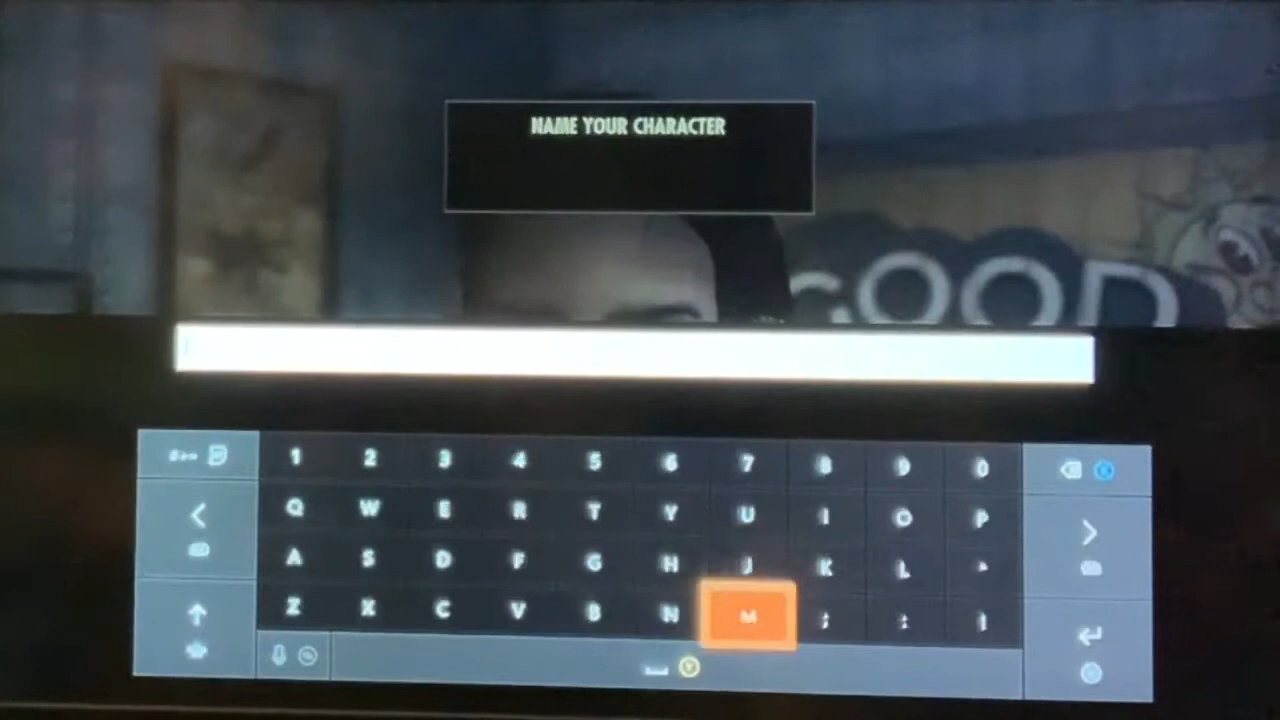 NAME YOUR CHARACTER
GOOD
1 2 3 4 5 6 7 8 9 0
Q W E R T Y U I O P
A S D F G H J K L
Z X C V B N M